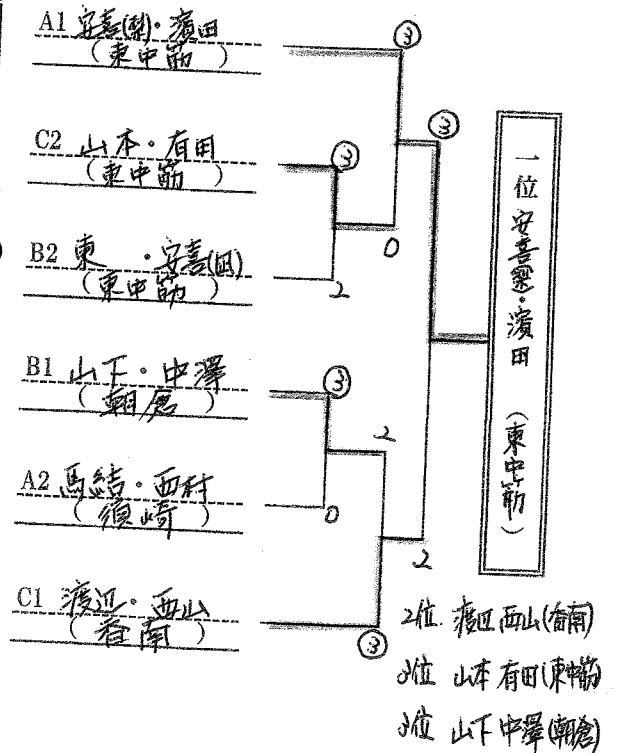 A1 安喜(梨)・濱田
(東中筋)
③
C2 山本・有田
(東中筋)
③
③
0
B2 東 ・安喜(凪)
(東中筋)
2
B1 山下・中澤
(朝倉)
③
2
A2 馬結・西村
(須崎)
0
2
C1 渡辺・西山
(香南)
③
一位 安喜・濱田 (東中筋)
2位 渡辺 西山(香南)
3位 山本 有田(東中筋)
3位 山下 中澤(朝倉)